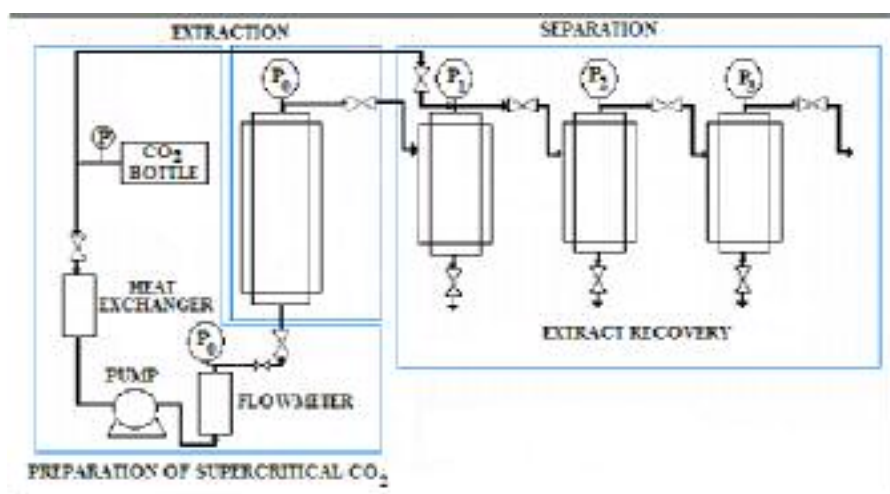 EXTRACTION
SEPARATION
P0
P1
P2
P3
P
CO2
BOTTLE
HEAT
EXCHANGER
P0
EXTRACT RECOVERY
PUMP
FLOWMETER
PREPARATION OF SUPERCRITICAL CO2